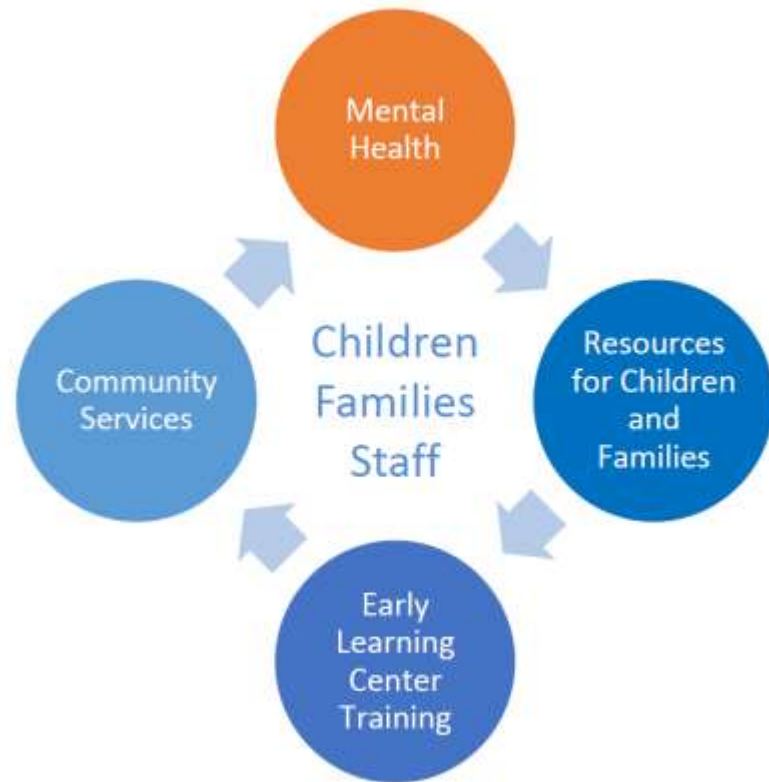 Mental
Health
Community
Services
Children
Families
Staff
Resources
for Children
and
Families
Early
Learning
Center
Training